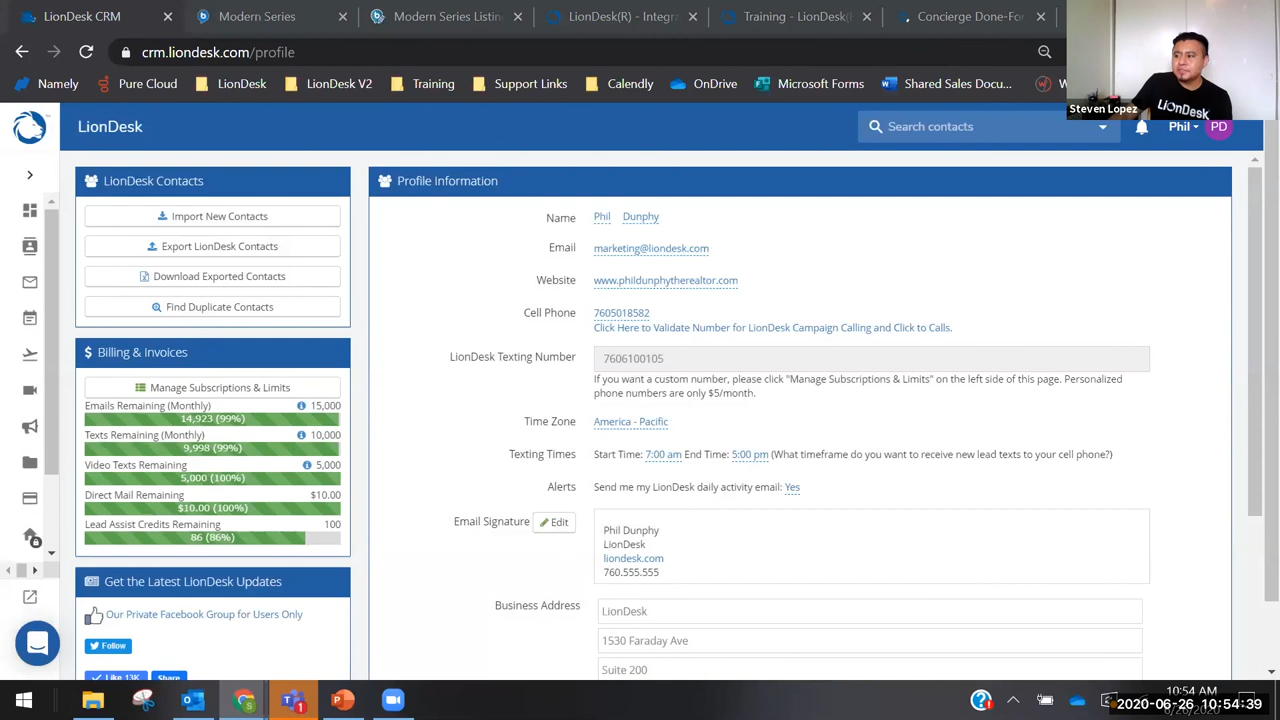 LionDesk CRM
Modern Series
Modern Series Listin
LionDesk(R) - Integra
Training - LionDesk(
Concierge Done-For
crm.liondesk.com/profile
Namely
Pure Cloud
LionDesk
LionDesk V2
Training
Support Links
Calendly
OnDrive
Microsoft Forms
Shared Sales Docu...
Steven Lopez
LionDesk
LionDesk
Search contacts
Phil
PD
LionDesk Contacts
Import New Contacts
Export LionDesk Contacts
Download Exported Contacts
Find Duplicate Contacts
Billing & Invoices
Manage Subscriptions & Limits
Emails Remaining (Monthly) 15,000
14,923 (99%)
Texts Remaining (Monthly) 10,000
9,998 (99%)
Video Texts Remaining 5,000
5,000 (100%)
Direct Mail Remaining $10.00
$10.00 (100%)
Lead Assist Credits Remaining 100
86 (86%)
Get the Latest LionDesk Updates
Our Private Facebook Group for Users Only
Follow
Like 13K Share
Profile Information
Name Phil Dunphy
Email marketing@liondesk.com
Website www.phildunphytherealtor.com
Cell Phone 7605018582
Click Here to Validate Number for LionDesk Campaign Calling and Click to Calls.
LionDesk Texting Number 7606100105
If you want a custom number, please click "Manage Subscriptions & Limits" on the left side of this page. Personalized
phone numbers are only $5/month.
Time Zone America - Pacific
Texting Times Start Time: 7:00 am End Time: 5:00 pm (What timeframe do you want to receive new lead texts to your cell phone?)
Alerts Send me my LionDesk daily activity email: Yes
Email Signature Edit
Phil Dunphy
LionDesk
liondesk.com
760.555.555
Business Address LionDesk
1530 Faraday Ave
Suite 200
10:54 AM
2020-06-26 10:54:39